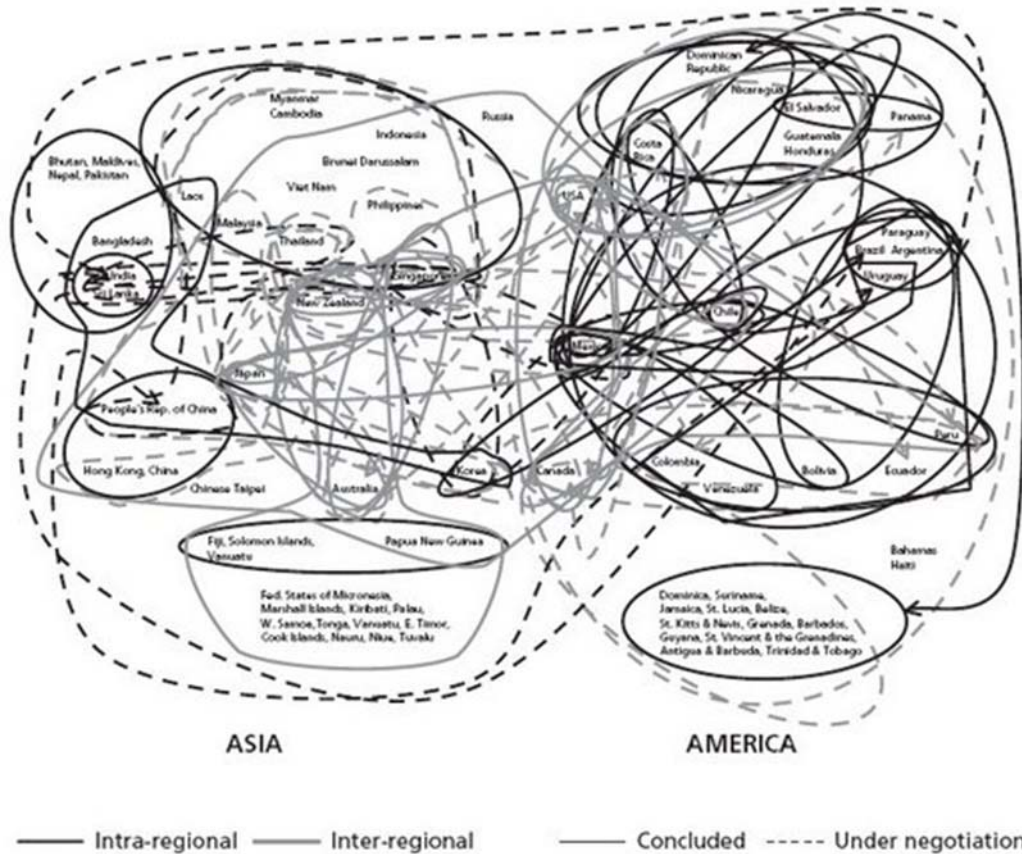 Dominican
Republic
Nicaragua
El Salvador
Panama
Guatemala
Honduras
Costa
Rica
Myanmar
Cambodia
Russia
Indonesia
Brunei Darussalam
Viet Nam
Philippines
Bhutan, Maldives,
Nepal, Pakistan
Laos
USA
Malaysia
Thailand
Bangladesh
India
Sri Lanka
Singapore
New Zealand
Paraguay
Brazil Argentina
Uruguay
Chile
Japan
People's Rep. of China
Hong Kong, China
Chinese Taipei
Australia
Korea
Canada
Colombia
Venezuela
Bolivia
Ecuador
Peru
Fiji, Solomon Islands,
Vanuatu
Papua New Guinea
Bahamas
Haiti
Fed. States of Micronesia,
Marshall Islands, Kiribati, Palau,
W. Samoa, Tonga, Vanuatu, E. Timor,
Cook Islands, Nauru, Niue, Tuvalu
Dominica, Suriname,
Jamaica, St. Lucia, Belize,
St. Kitts & Nevis, Grenada, Barbados,
Guyana, St. Vincent & the Grenadines,
Antigua & Barbuda, Trinidad & Tobago
ASIA
AMERICA
Intra-regional
Inter-regional
Concluded
Under negotiation